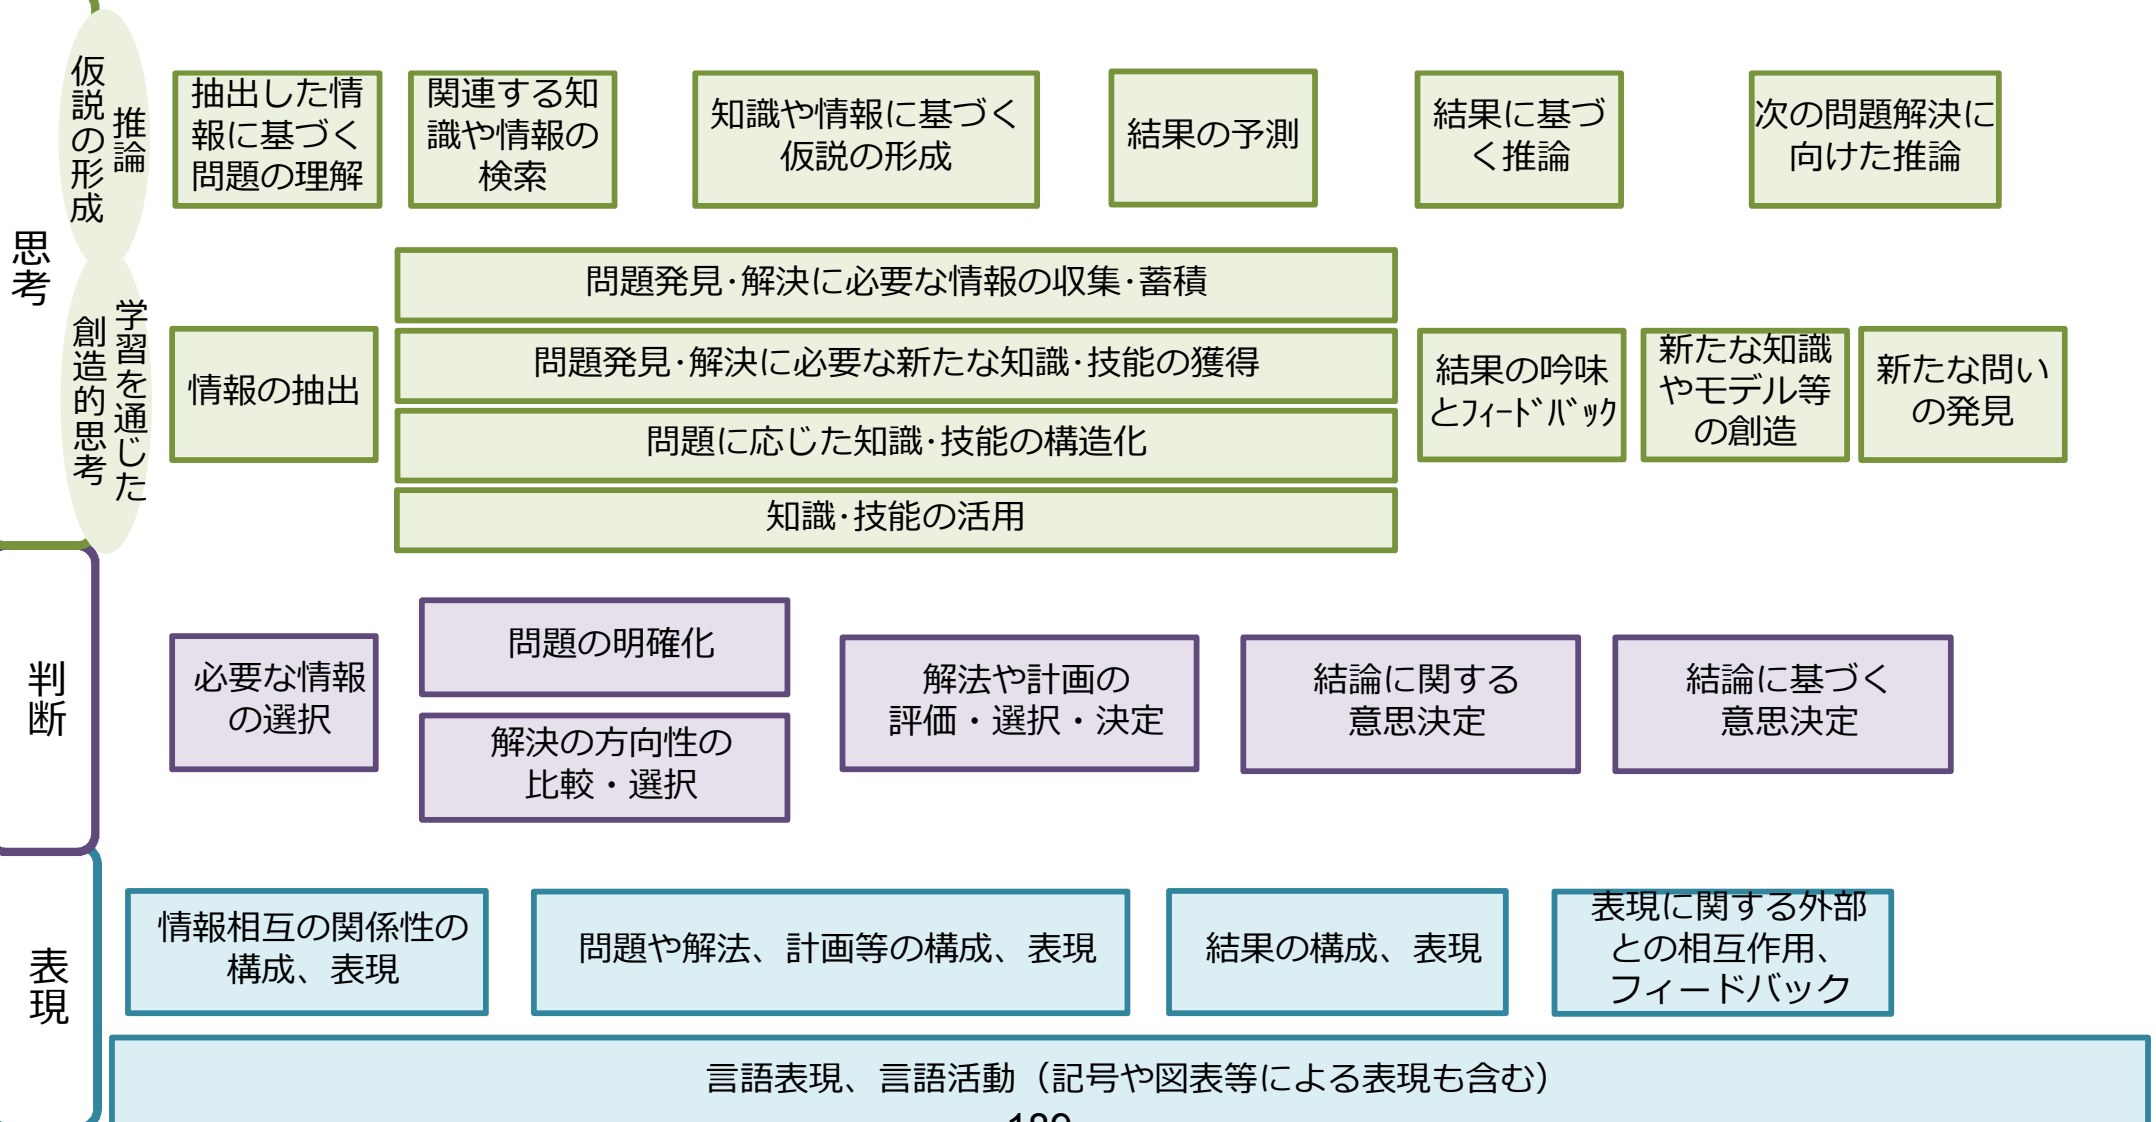 思考
仮説の形成
推論
抽出した情
報に基づく
問題の理解
関連する知
識や情報の
検索
知識や情報に基づく
仮説の形成
結果の予測
結果に基づ
く推論
次の問題解決に
向けた推論
学習を通じた
創造的思考
情報の抽出
問題発見･解決に必要な情報の収集･蓄積
問題発見･解決に必要な新たな知識･技能の獲得
問題に応じた知識･技能の構造化
知識･技能の活用
結果の吟味
とﾌｨｰﾄﾞﾊﾞｯｸ
新たな知識
やモデル等
の創造
新たな問い
の発見
判断
必要な情報
の選択
問題の明確化
解決の方向性の
比較・選択
解法や計画の
評価・選択・決定
結論に関する
意思決定
結論に基づく
意思決定
表現
情報相互の関係性の
構成、表現
問題や解法、計画等の構成、表現
結果の構成、表現
表現に関する外部
との相互作用、
フィードバック
言語表現、言語活動（記号や図表等による表現も含む）